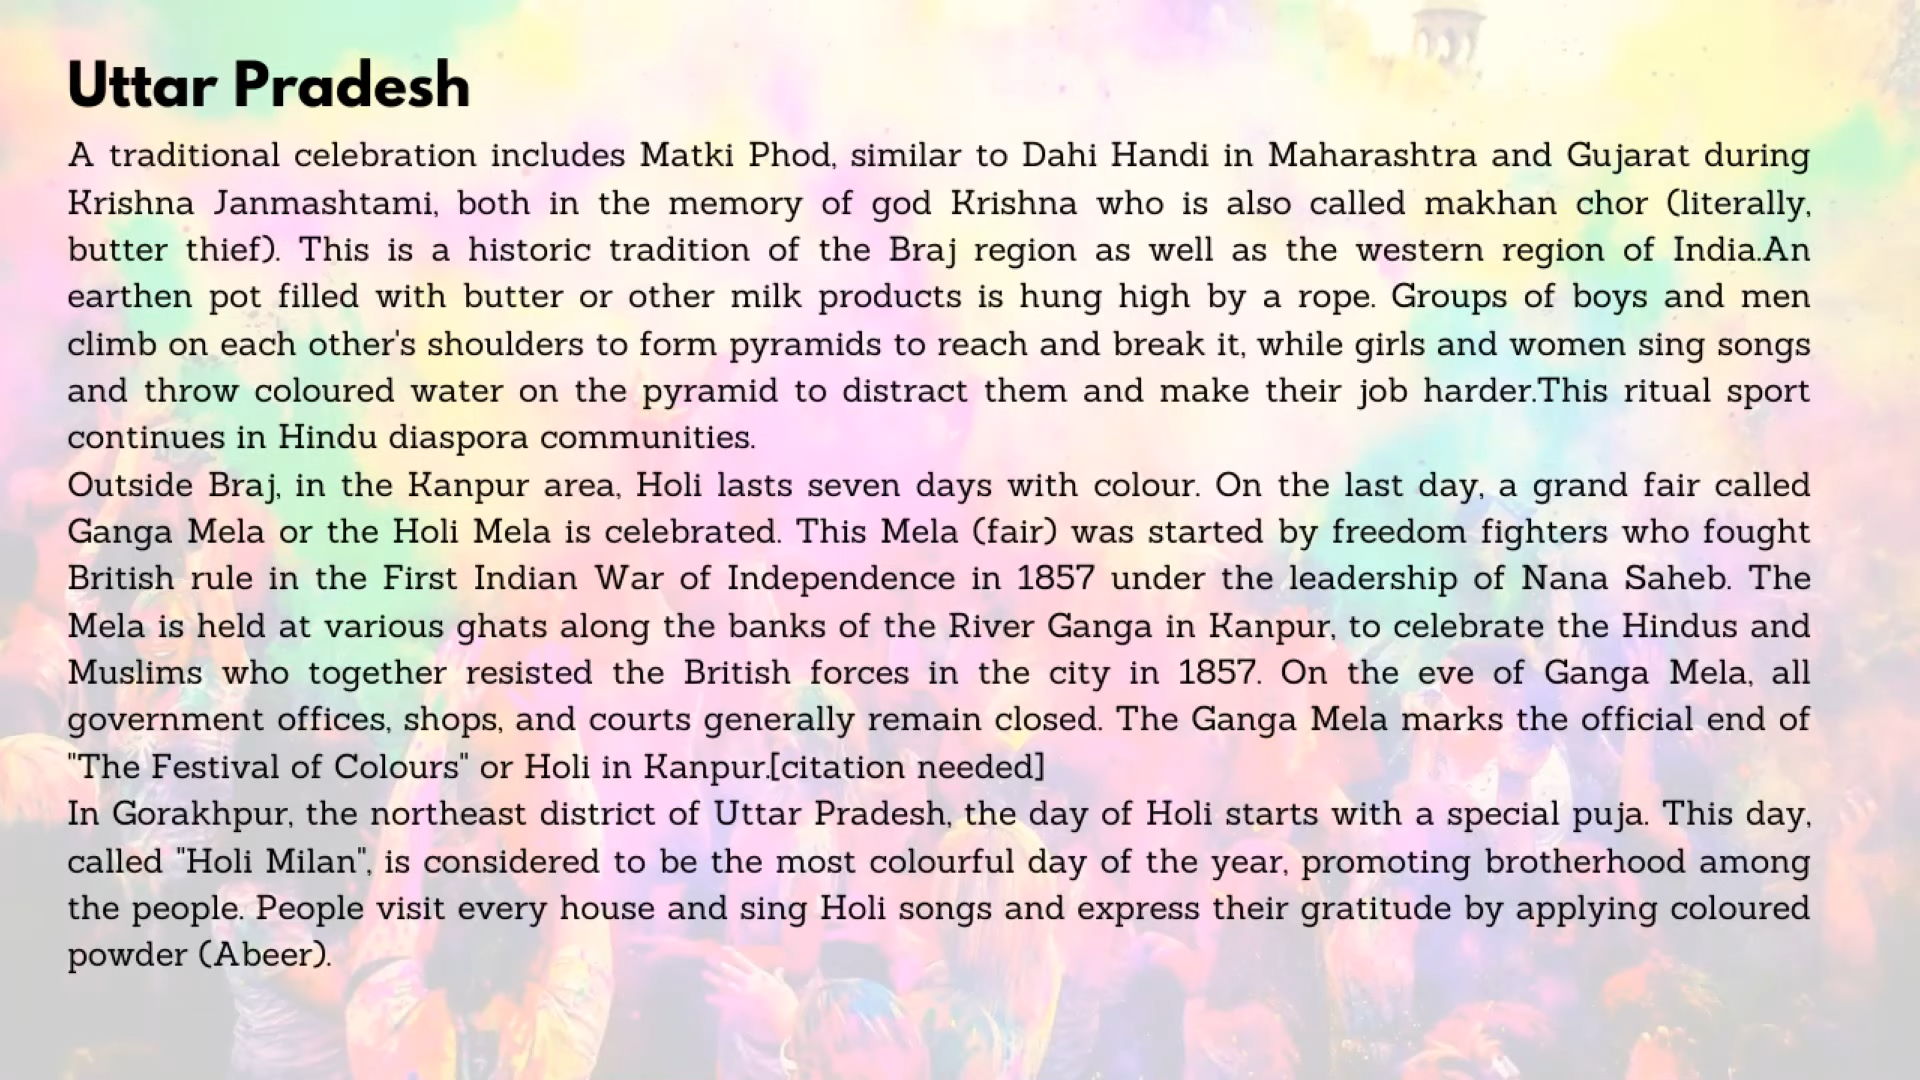 Uttar Pradesh
A traditional celebration includes Matki Phod, similar to Dahi Handi in Maharashtra and Gujarat during
Krishna Janmashtami, both in the memory of god Krishna who is also called makhan chor (literally,
butter thief). This is a historic tradition of the Braj region as well as the western region of India.An
earthen pot filled with butter or other milk products is hung high by a rope. Groups of boys and men
climb on each other's shoulders to form pyramids to reach and break it, while girls and women sing songs
and throw coloured water on the pyramid to distract them and make their job harder.This ritual sport
continues in Hindu diaspora communities.
Outside Braj, in the Kanpur area, Holi lasts seven days with colour. On the last day, a grand fair called
Ganga Mela or the Holi Mela is celebrated. This Mela (fair) was started by freedom fighters who fought
British rule in the First Indian War of Independence in 1857 under the leadership of Nana Saheb. The
Mela is held at various ghats along the banks of the River Ganga in Kanpur, to celebrate the Hindus and
Muslims who together resisted the British forces in the city in 1857. On the eve of Ganga Mela, all
government offices, shops, and courts generally remain closed. The Ganga Mela marks the official end of
"The Festival of Colours" or Holi in Kanpur.[citation needed]
In Gorakhpur, the northeast district of Uttar Pradesh, the day of Holi starts with a special puja. This day,
called "Holi Milan", is considered to be the most colourful day of the year, promoting brotherhood among
the people. People visit every house and sing Holi songs and express their gratitude by applying coloured
powder (Abeer).